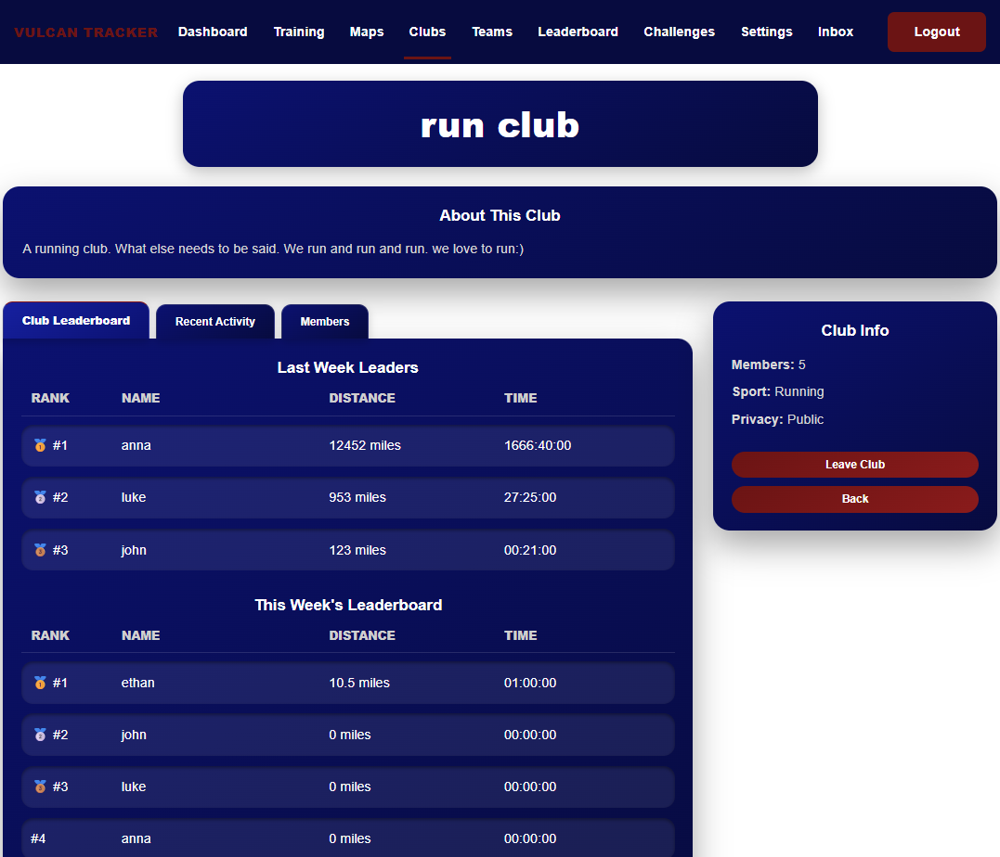 VULCAN TRACKER Dashboard Training Maps Clubs Teams Leaderboard Challenges Settings Inbox Logout
run club
About This Club
A running club. What else needs to be said. We run and run and run. we love to run:)
Club Leaderboard Recent Activity Members
Last Week Leaders
RANK NAME DISTANCE TIME
#1 anna 12452 miles 1666:40:00
#2 luke 953 miles 27:25:00
#3 john 123 miles 00:21:00
This Week's Leaderboard
RANK NAME DISTANCE TIME
#1 ethan 10.5 miles 01:00:00
#2 john 0 miles 00:00:00
#3 luke 0 miles 00:00:00
#4 anna 0 miles 00:00:00
Club Info
Members: 5
Sport: Running
Privacy: Public
Leave Club
Back